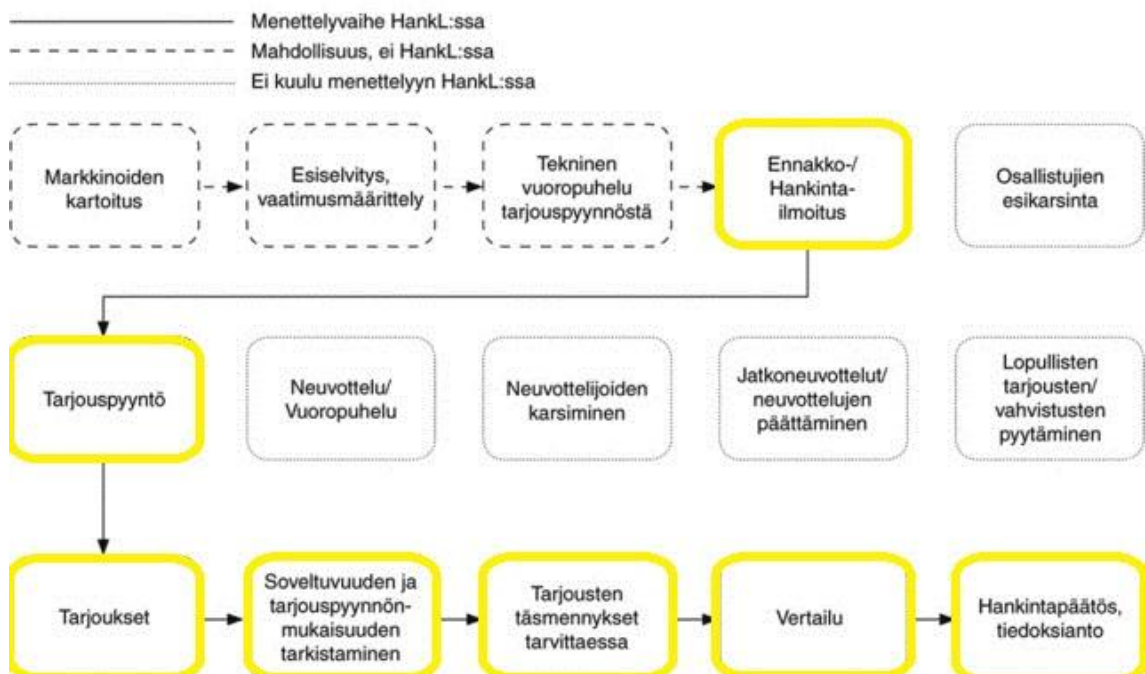 Menettelyvaihe HankL:ssa
Mahdollisuus, ei HankL:ssa
Ei kuulu menettelyyn HankL:ssa
Markkinoiden
kartoitus
Esiselvitys,
vaatimusmäärittely
Tekninen
vuoropuhelu
tarjouspyynnöstä
Ennakko-/
Hankinta-
ilmoitus
Osallistujien
esikarsinta
Tarjouspyyntö
Neuvottelu/
Vuoropuhelu
Neuvottelijoiden
karsiminen
Jatkoneuvottelut/
neuvottelujen
päättäminen
Lopullisten
tarjousten/
vahvistusten
pyytäminen
Tarjoukset
Soveltuvuuden ja
tarjouspyynnön-
mukaisuuden
tarkistaminen
Tarjousten
täsmennykset
tarvittaessa
Vertailu
Hankintapäätös,
tiedoksianto